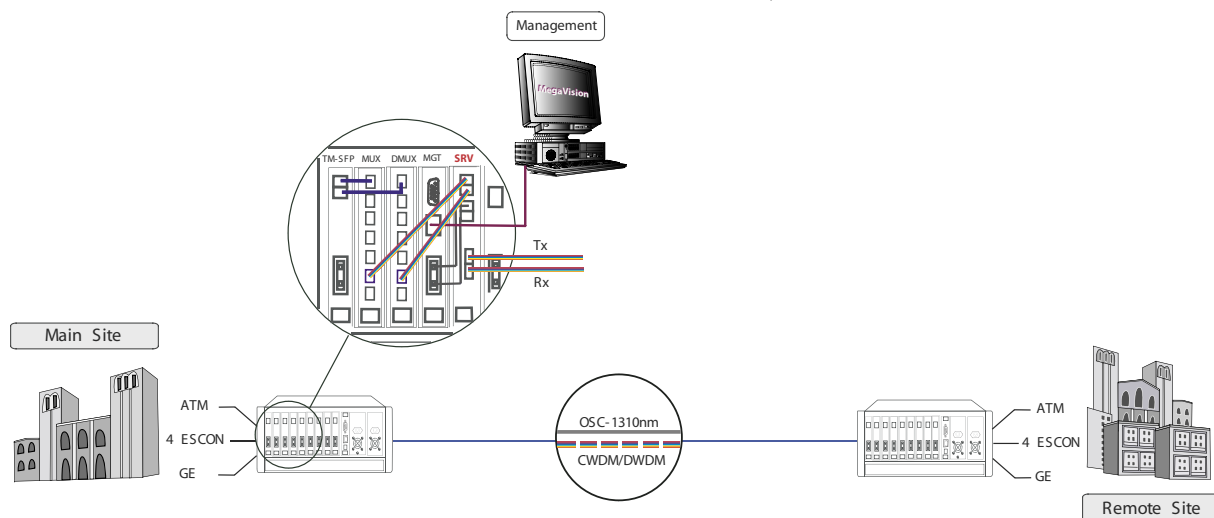 Management
MegaVision
TM-SFP MUX DMUX MGT SRV
Tx
Rx
Main Site
ATM
4 ESCON
GE
OSC-1310nm
CWDM/DWDM
ATM
4 ESCON
GE
Remote Site